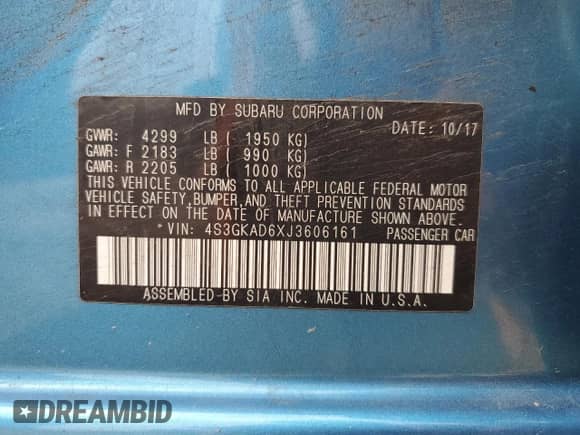 MFD BY SUBARU CORPORATION
DATE: 10/17
GVWR: 4299 LB ( 1950 KG)
GAWR: F 2183 LB ( 990 KG)
GAWR: R 2205 LB ( 1000 KG)
THIS VEHICLE CONFORMS TO ALL APPLICABLE FEDERAL MOTOR
VEHICLE SAFETY, BUMPER, AND THEFT PREVENTION STANDARDS
IN EFFECT ON THE DATE OF MANUFACTURE SHOWN ABOVE.
*VIN: 4S3GKAD6XJ3606161 PASSENGER CAR
ASSEMBLED BY SIA INC. MADE IN U.S.A.
DREAMBID